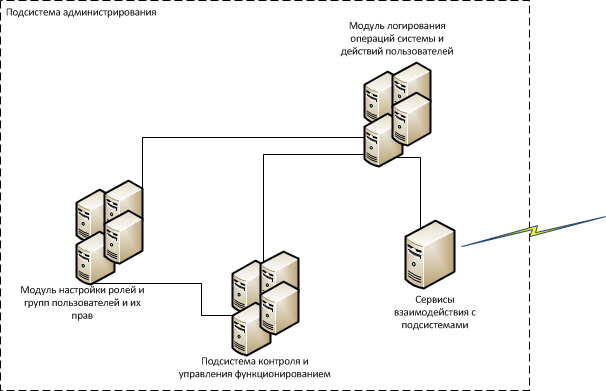 Подсистема администрирования
Модуль логирования
операций системы и
действий пользователей
Модуль настройки ролей и
групп пользователей и их
прав
Сервисы
взаимодействия с
подсистемами
Подсистема контроля и
управления функционированием